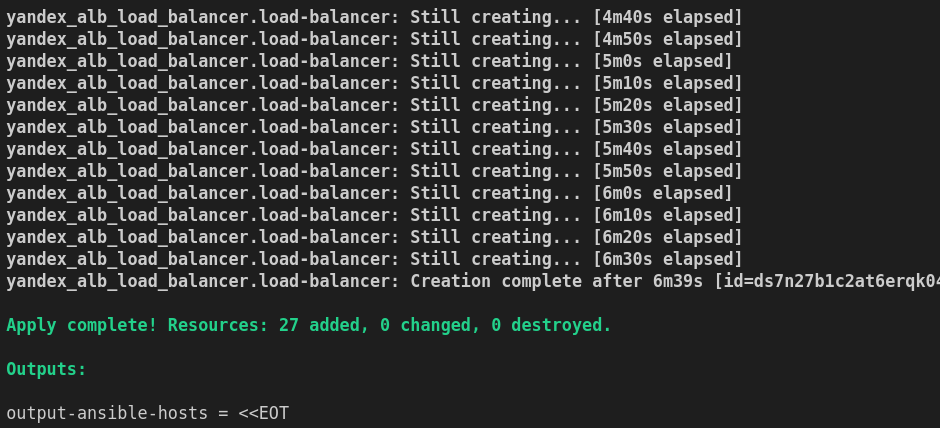 yandex_alb_load_balancer.load-balancer: Still creating... [4m40s elapsed]
yandex_alb_load_balancer.load-balancer: Still creating... [4m50s elapsed]
yandex_alb_load_balancer.load-balancer: Still creating... [5m0s elapsed]
yandex_alb_load_balancer.load-balancer: Still creating... [5m10s elapsed]
yandex_alb_load_balancer.load-balancer: Still creating... [5m20s elapsed]
yandex_alb_load_balancer.load-balancer: Still creating... [5m30s elapsed]
yandex_alb_load_balancer.load-balancer: Still creating... [5m40s elapsed]
yandex_alb_load_balancer.load-balancer: Still creating... [5m50s elapsed]
yandex_alb_load_balancer.load-balancer: Still creating... [6m0s elapsed]
yandex_alb_load_balancer.load-balancer: Still creating... [6m10s elapsed]
yandex_alb_load_balancer.load-balancer: Still creating... [6m20s elapsed]
yandex_alb_load_balancer.load-balancer: Still creating... [6m30s elapsed]
yandex_alb_load_balancer.load-balancer: Creation complete after 6m39s [id=ds7n27b1c2at6erqk04
Apply complete! Resources: 27 added, 0 changed, 0 destroyed.
Outputs:
output-ansible-hosts = <<EOT